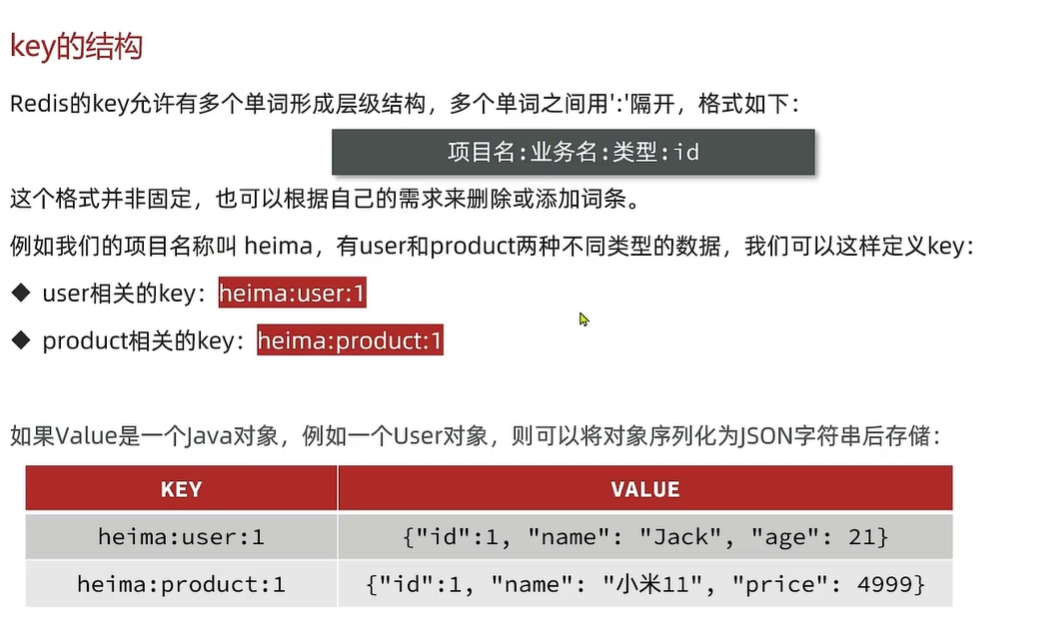 key的结构
Redis的key允许有多个单词形成层级结构，多个单词之间用':'隔开，格式如下：
项目名:业务名:类型:id
这个格式并非固定，也可以根据自己的需求来删除或添加词条。
例如我们的项目名称叫 heima，有user和product两种不同类型的数据，我们可以这样定义key：
◆ user相关的key：heima:user:1
◆ product相关的key：heima:product:1
如果Value是一个Java对象，例如一个User对象，则可以将对象序列化为JSON字符串后存储：
KEY VALUE
heima:user:1 {"id":1, "name": "Jack", "age": 21}
heima:product:1 {"id":1, "name": "小米11", "price": 4999}